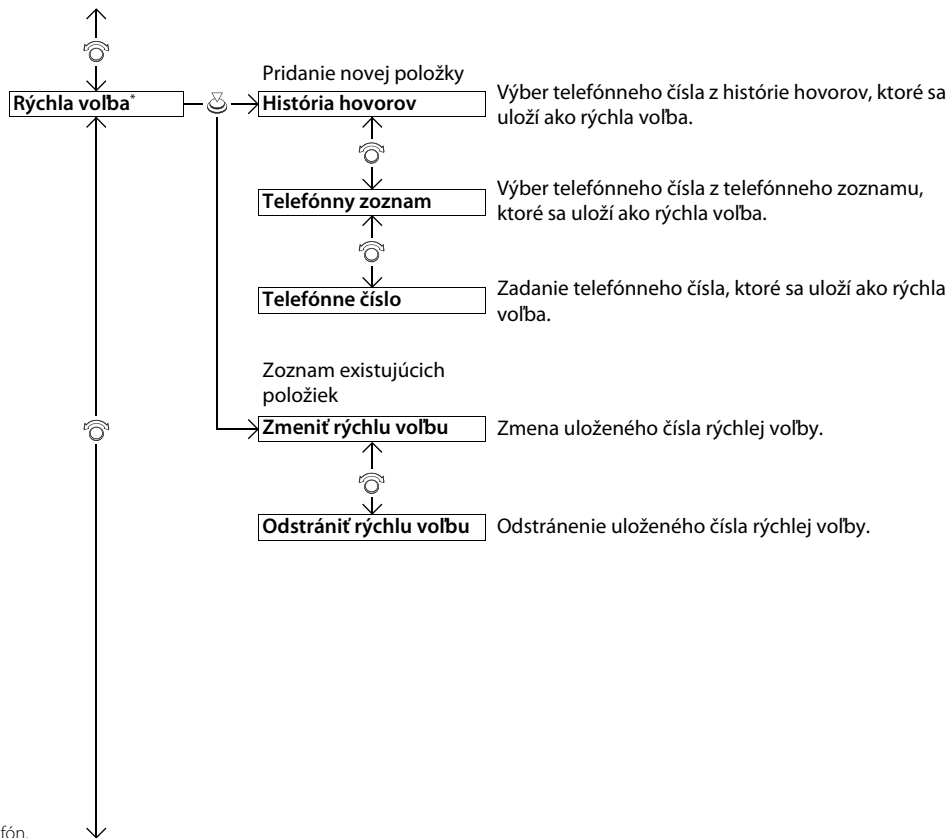 Pridanie novej položky
Rýchla voľba*
História hovorov
Výber telefónneho čísla z histórie hovorov, ktoré sa
uloží ako rýchla voľba.
Telefónny zoznam
Výber telefónneho čísla z telefónneho zoznamu,
ktoré sa uloží ako rýchla voľba.
Telefónne číslo
Zadanie telefónneho čísla, ktoré sa uloží ako rýchla
voľba.
Zoznam existujúcich
položiek
Zmeniť rýchlu voľbu
Zmena uloženého čísla rýchlej voľby.
Odstrániť rýchlu voľbu
Odstránenie uloženého čísla rýchlej voľby.
fón.